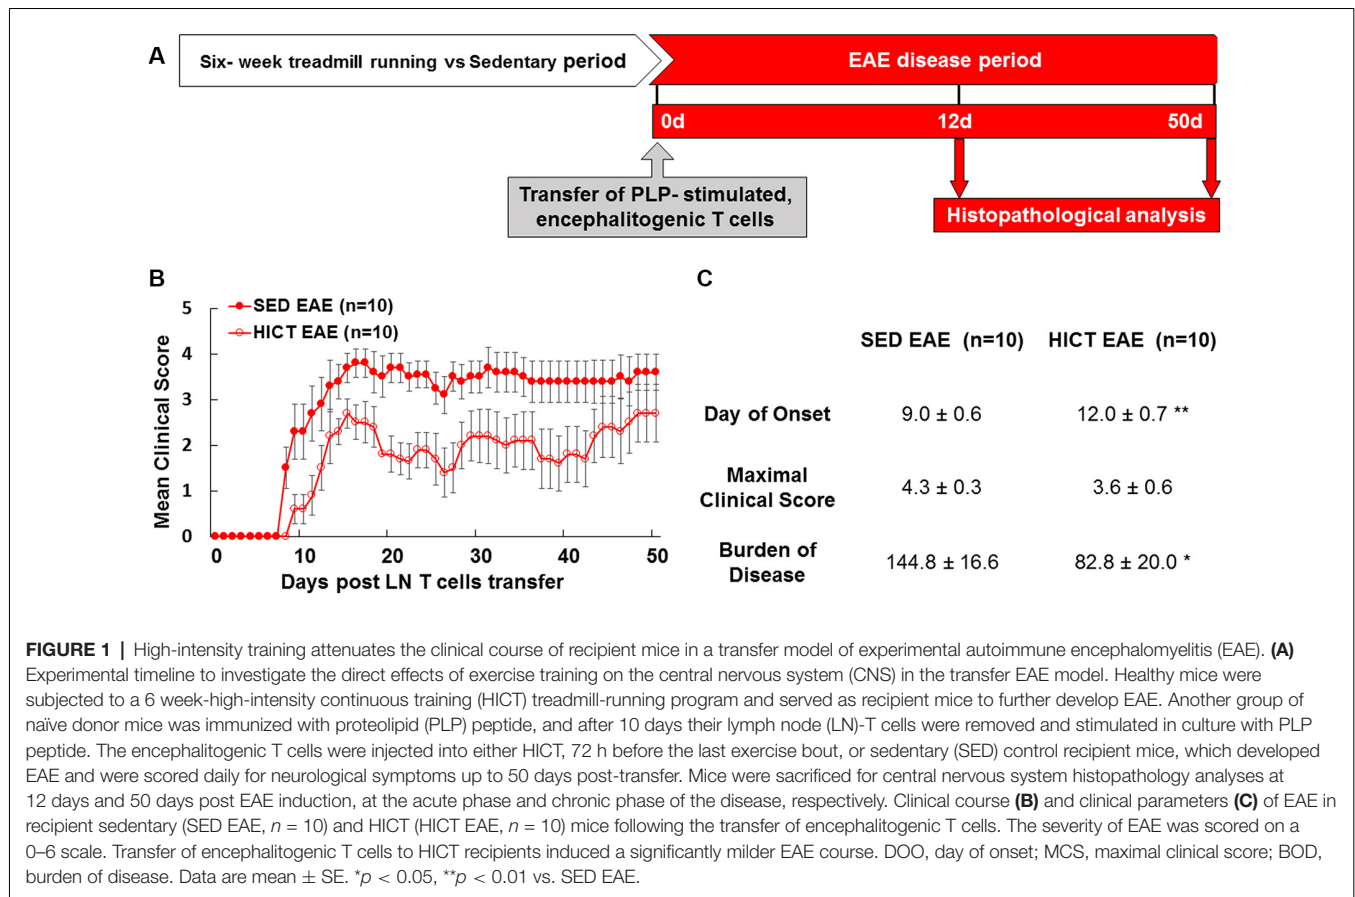 A
Six- week treadmill running vs Sedentary period
EAE disease period
0d
12d
50d
Transfer of PLP- stimulated,
encephalitogenic T cells
Histopathological analysis
B
SED EAE (n=10)
HICT EAE (n=10)
Mean Clinical Score
5
4
3
2
1
0
0
10
20
30
40
50
Days post LN T cells transfer
C
SED EAE (n=10)
HICT EAE (n=10)
Day of Onset
9.0 ± 0.6
12.0 ± 0.7 **
Maximal
Clinical Score
4.3 ± 0.3
3.6 ± 0.6
Burden of
Disease
144.8 ± 16.6
82.8 ± 20.0 *
FIGURE 1 | High-intensity training attenuates the clinical course of recipient mice in a transfer model of experimental autoimmune encephalomyelitis (EAE). (A)
Experimental timeline to investigate the direct effects of exercise training on the central nervous system (CNS) in the transfer EAE model. Healthy mice were
subjected to a 6 week-high-intensity continuous training (HICT) treadmill-running program and served as recipient mice to further develop EAE. Another group of
naïve donor mice was immunized with proteolipid (PLP) peptide, and after 10 days their lymph node (LN)-T cells were removed and stimulated in culture with PLP
peptide. The encephalitogenic T cells were injected into either HICT, 72 h before the last exercise bout, or sedentary (SED) control recipient mice, which developed
EAE and were scored daily for neurological symptoms up to 50 days post-transfer. Mice were sacrificed for central nervous system histopathology analyses at
12 days and 50 days post EAE induction, at the acute phase and chronic phase of the disease, respectively. Clinical course (B) and clinical parameters (C) of EAE in
recipient sedentary (SED EAE, n = 10) and HICT (HICT EAE, n = 10) mice following the transfer of encephalitogenic T cells. The severity of EAE was scored on a
0–6 scale. Transfer of encephalitogenic T cells to HICT recipients induced a significantly milder EAE course. DOO, day of onset; MCS, maximal clinical score; BOD,
burden of disease. Data are mean ± SE. *p < 0.05, **p < 0.01 vs. SED EAE.